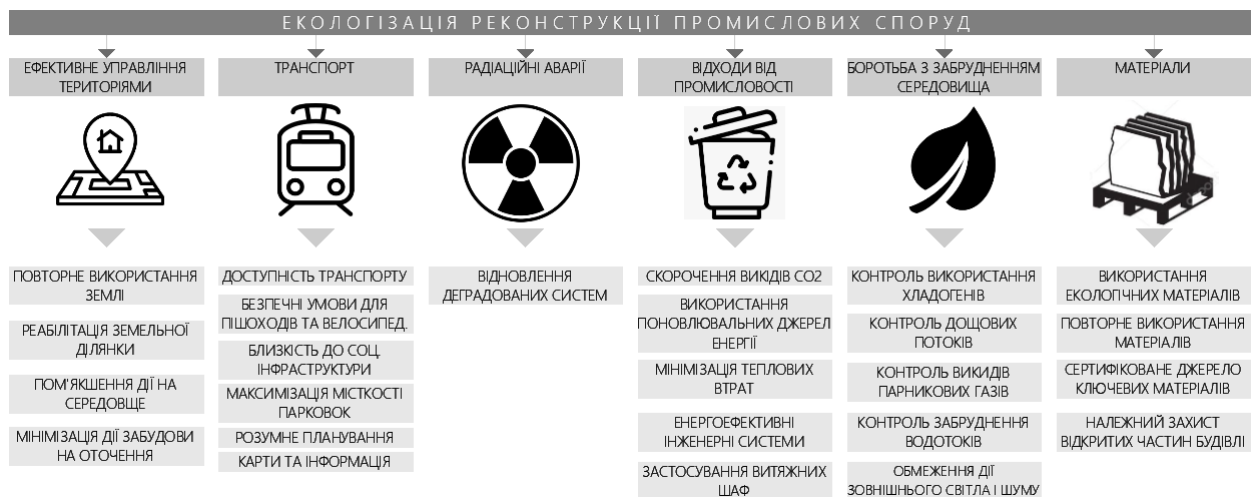 ЕКОЛОГІЗАЦІЯ РЕКОНСТРУКЦІЇ ПРОМИСЛОВИХ СПОРУД
ЕФЕКТИВНЕ УПРАВЛІННЯ
ТЕРИТОРІЯМИ
ПОВТОРНЕ ВИКОРИСТАННЯ
ЗЕМЛІ
РЕАБІЛІТАЦІЯ ЗЕМЕЛЬНОЇ
ДІЛЯНКИ
ПОМ'ЯКШЕННЯ ДІЇ НА
СЕРЕДОВЩЕ
МІНІМІЗАЦІЯ ДІЇ ЗАБУДОВИ
НА ОТОЧЕННЯ
ТРАНСПОРТ
ДОСТУПНІСТЬ ТРАНСПОРТУ
БЕЗПЕЧНІ УМОВИ ДЛЯ
ПІШОХОДІВ ТА ВЕЛОСИПЕД.
БЛИЗКІСТЬ ДО СОЦ.
ІНФРАСТРУКТУРИ
МАКСИМІЗАЦІЯ МІСТКОСТІ
ПАРКОВОК
РОЗУМНЕ ПЛАНУВАННЯ
КАРТИ ТА ІНФОРМАЦІЯ
РАДІАЦІЙНІ АВАРІЇ
ВІДНОВЛЕННЯ
ДЕГРАДОВАНИХ СИСТЕМ
ВІДХОДИ ВІД
ПРОМИСЛОВОСТІ
СКОРОЧЕННЯ ВИКІДІВ СО2
ВИКОРИСТАННЯ
ПОНОВЛЮВАЛЬНИХ ДЖЕРЕЛ
ЕНЕРГІЇ
МІНІМІЗАЦІЯ ТЕПЛОВИХ
ВТРАТ
ЕНЕРГОЕФЕКТИВНІ
ІНЖЕНЕРНІ СИСТЕМИ
ЗАСТОСУВАННЯ ВИТЯЖНИХ
ШАФ
БОРОТЬБА З ЗАБРУДНЕННЯМ
СЕРЕДОВИЩА
КОНТРОЛЬ ВИКОРИСТАННЯ
ХЛАДОГЕНІВ
КОНТРОЛЬ ДОЩОВИХ
ПОТОКІВ
КОНТРОЛЬ ВИКИДІВ
ПАРНИКОВИХ ГАЗІВ
КОНТРОЛЬ ЗАБРУДНЕННЯ
ВОДОТОКІВ
ОБМЕЖЕННЯ ДІЇ
ЗОВНІШНЬОГО СВІТЛА І ШУМУ
МАТЕРІАЛИ
ВИКОРИСТАННЯ
ЕКОЛОГІЧНИХ МАТЕРІАЛІВ
ПОВТОРНЕ ВИКОРИСТАННЯ
МАТЕРІАЛІВ
СЕРТИФІКОВАНЕ ДЖЕРЕЛО
КЛЮЧЕВИХ МАТЕРІАЛІВ
НАЛЕЖНИЙ ЗАХИСТ
ВІДКРИТИХ ЧАСТИН БУДІВЛІ